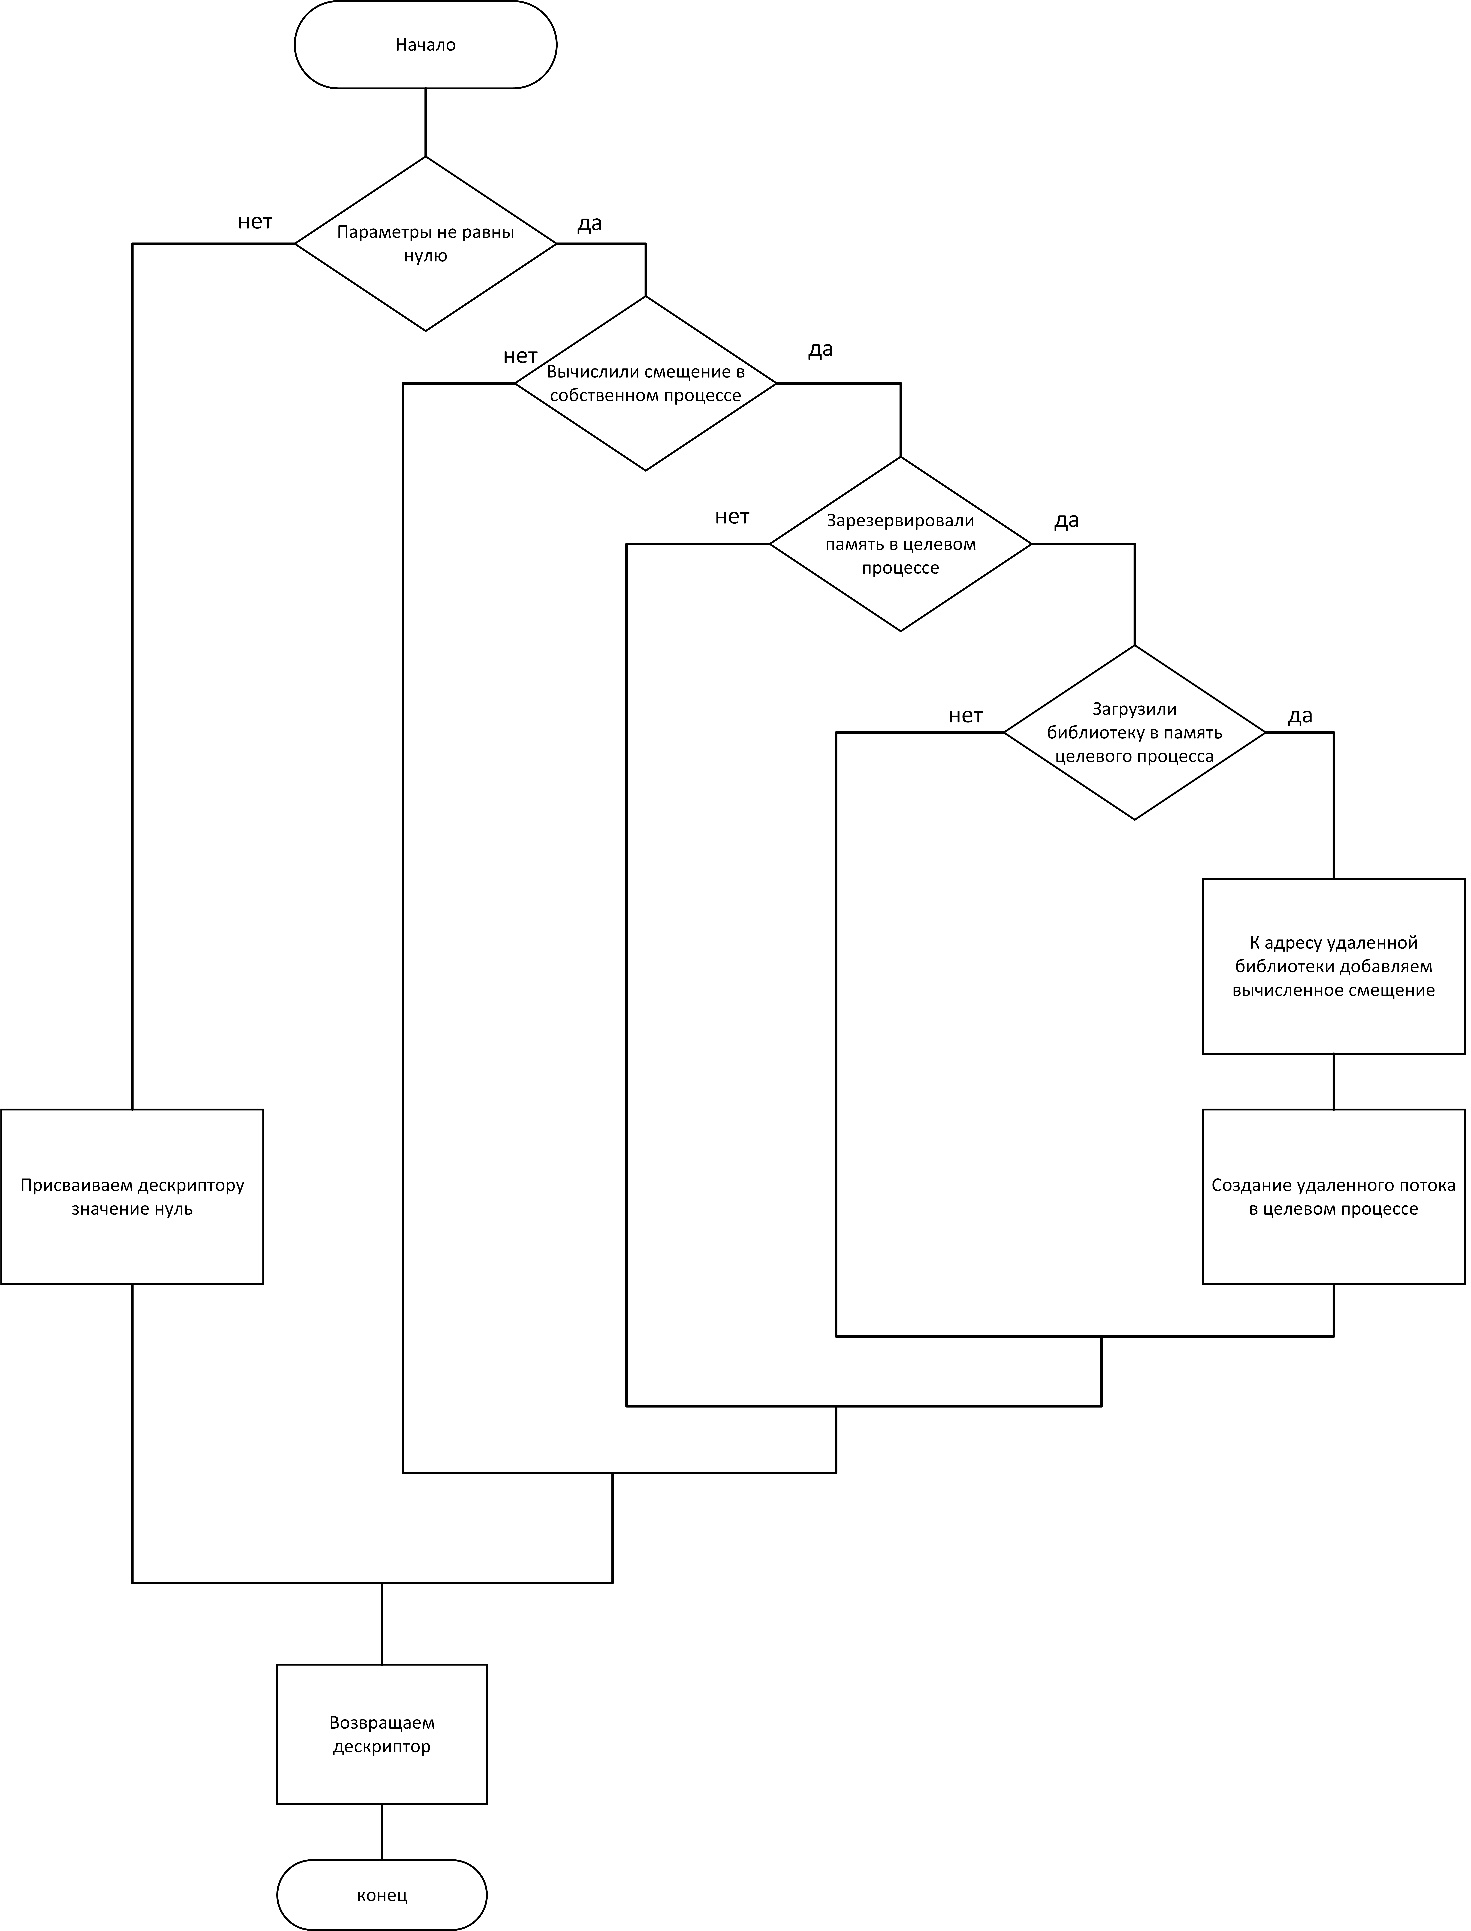 Начало
Параметры не равны
нулю
нет
да
Вычислили смещение в
собственном процессе
нет
да
Зарезервировали
память в целевом
процессе
нет
да
Загрузили
библиотеку в память
целевого процесса
нет
да
К адресу удаленной
библиотеки добавляем
вычисленное смещение
Присваиваем дескриптору
значение нуль
Создание удаленного потока
в целевом процессе
Возвращаем
дескриптор
конец